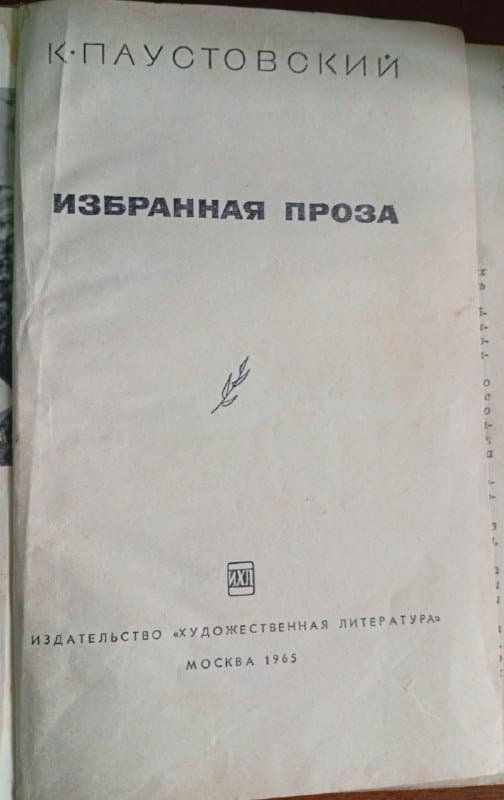 К·ПАУСТОВСКИЙ
ИЗБРАННАЯ ПРОЗА
ИХЛ
ИЗДАТЕЛЬСТВО «ХУДОЖЕСТВЕННАЯ ЛИТЕРАТУРА»
МОСКВА 1965